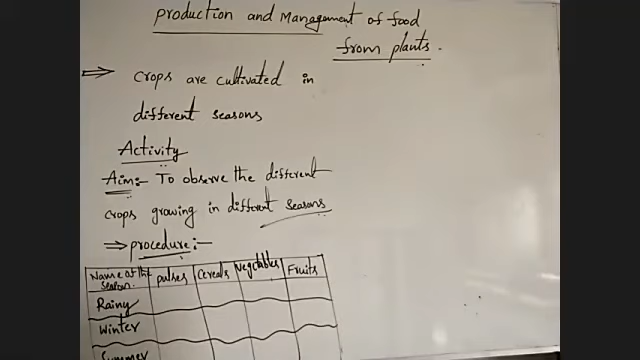 production and Management of food
from plants.
⇒ crops are cultivated in
different seasons
Activity
Aim:- To observe the different
crops growing in different seasons
⇒ procedure:-
Name of the season. pulses Cereals Vegetables Fruits
Rainy
Winter
Summer